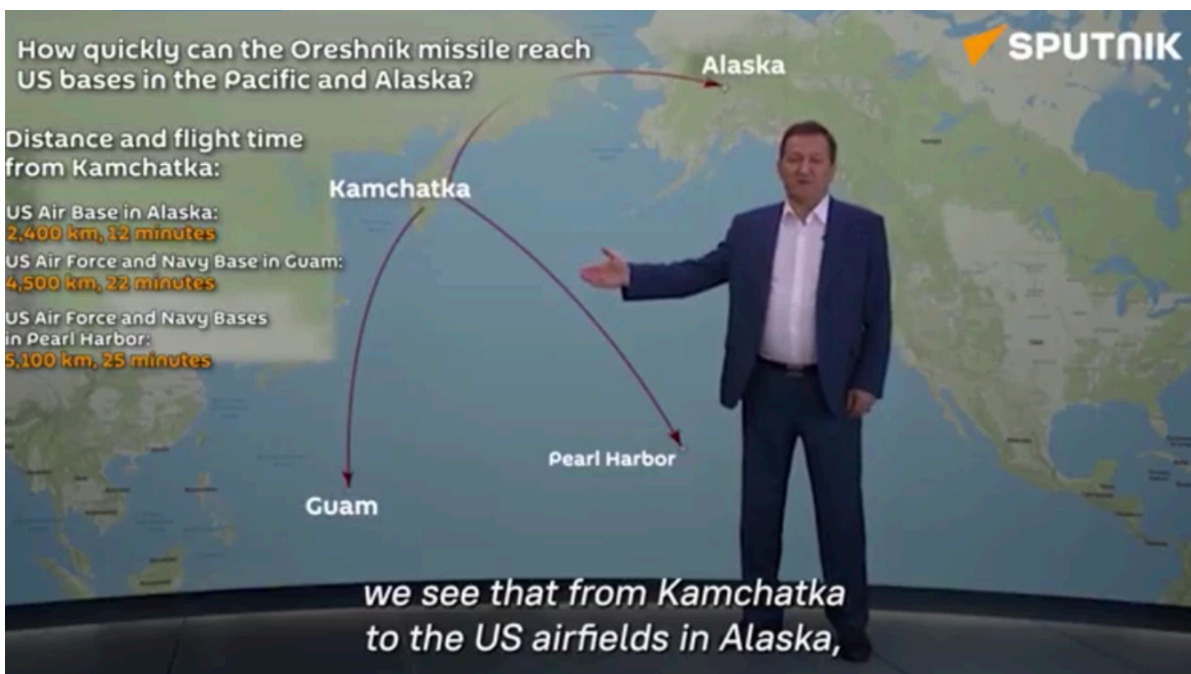 How quickly can the Oreshnik missile reach
US bases in the Pacific and Alaska?
SPUTNIK
Alaska
Distance and flight time
from Kamchatka:
Kamchatka
US Air Base in Alaska:
2,400 km, 12 minutes
US Air Force and Navy Base in Guam:
4,500 km, 22 minutes
US Air Force and Navy Bases
in Pearl Harbor:
5,100 km, 25 minutes
Pearl Harbor
Guam
we see that from Kamchatka
to the US airfields in Alaska,